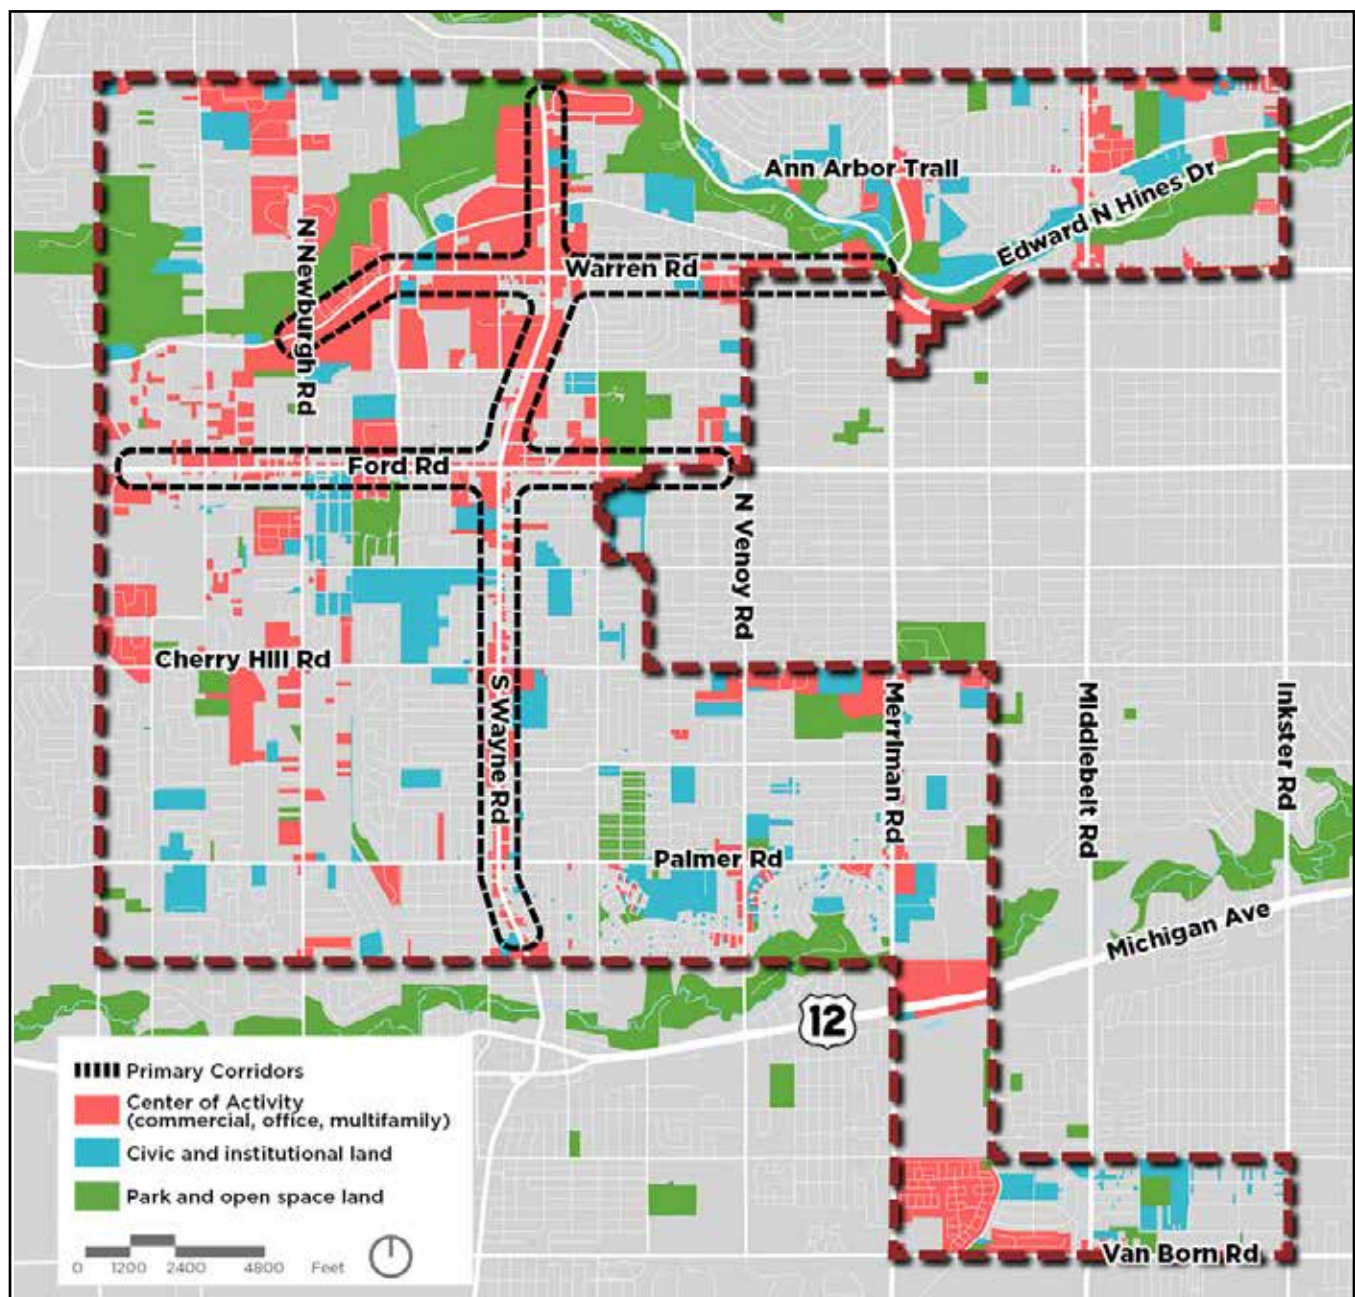 Ann Arbor Trail
Edward N Hines Dr
N Newburgh Rd
Warren Rd
Ford Rd
N Venoy Rd
Cherry Hill Rd
S Wayne Rd
Merriman Rd
Middlebelt Rd
Inkster Rd
Palmer Rd
Michigan Ave
12
Primary Corridors
Center of Activity
(commercial, office, multifamily)
Civic and institutional land
Park and open space land
0 1200 2400 4800 Feet
Van Born Rd